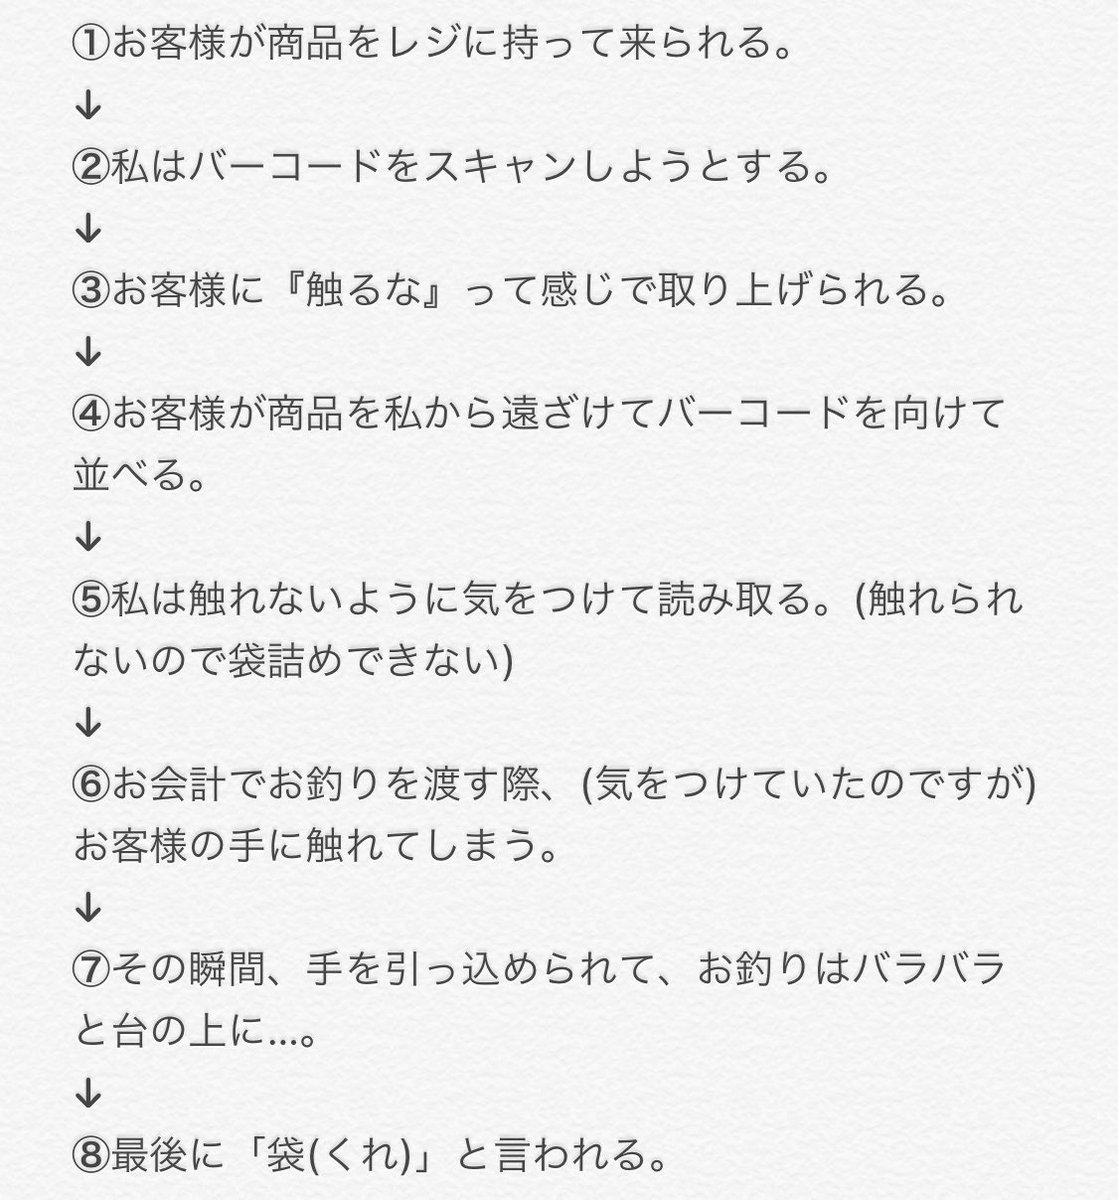 ①お客様が商品をレジに持って来られる。
↓
②私はバーコードをスキャンしようとする。
↓
③お客様に『触るな』って感じで取り上げられる。
↓
④お客様が商品を私から遠ざけてバーコードを向けて
並べる。
↓
⑤私は触れないように気をつけて読み取る。(触れられ
ないので袋詰めできない)
↓
⑥お会計でお釣りを渡す際、(気をつけていたのですが)
お客様の手に触れてしまう。
↓
⑦その瞬間、手を引っ込められて、お釣りはバラバラ
と台の上に...。
↓
⑧最後に「袋(くれ)」と言われる。